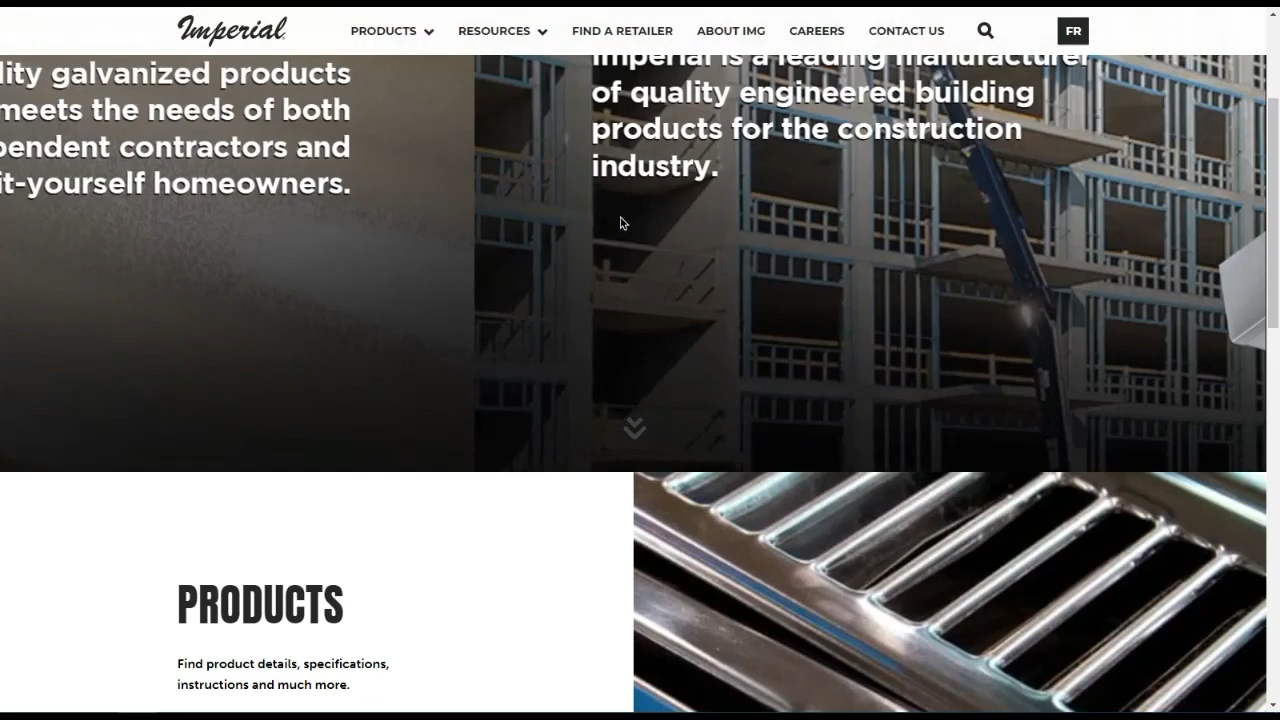 Imperial
PRODUCTS
RESOURCES
FIND A RETAILER
ABOUT IMG
CAREERS
CONTACT US
FR
lity galvanized products
meets the needs of both
pendent contractors and
it-yourself homeowners.
Imperial is a leading manufacturer
of quality engineered building
products for the construction
industry.
PRODUCTS
Find product details, specifications,
instructions and much more.